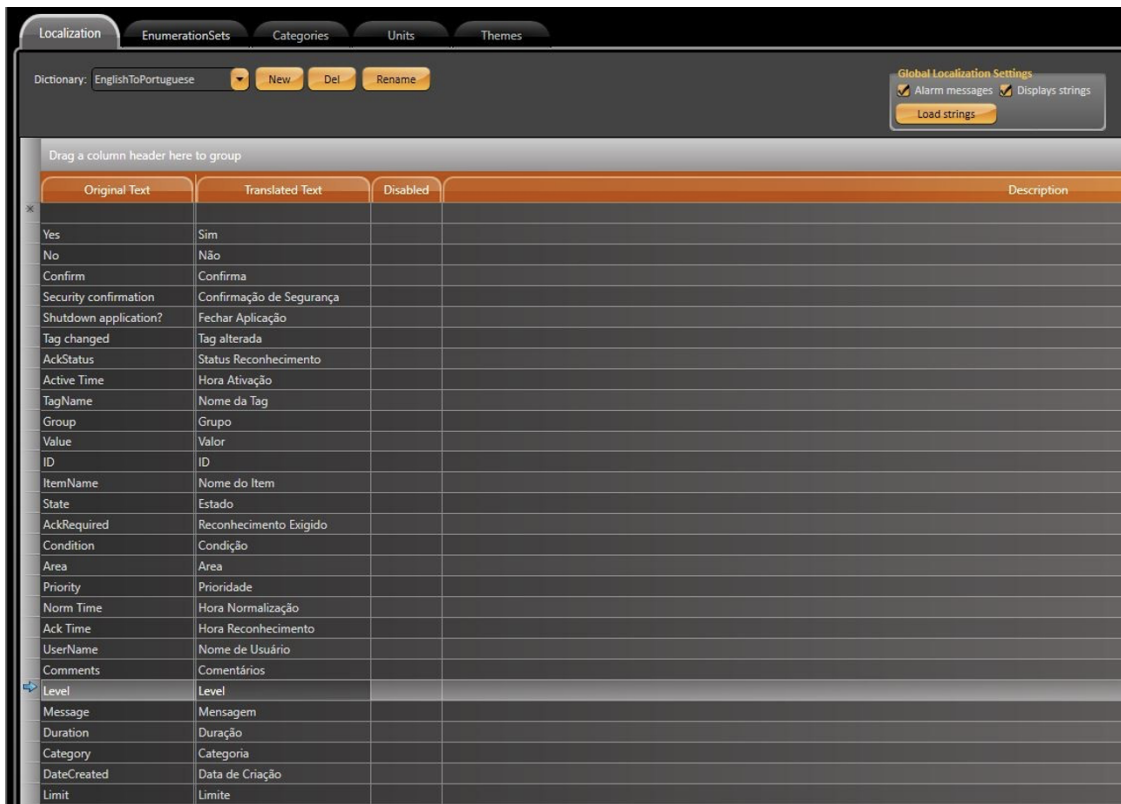 Localization EnumerationSets Categories Units Themes
Dictionary: EnglishToPortuguese New Del Rename
Global Localization Settings
Alarm messages Displays strings
Load strings
Drag a column header here to group
Original Text Translated Text Disabled Description
Yes Sim
No Não
Confirm Confirma
Security confirmation Confirmação de Segurança
Shutdown application? Fechar Aplicação
Tag changed Tag alterada
AckStatus Status Reconhecimento
Active Time Hora Ativação
TagName Nome da Tag
Group Grupo
Value Valor
ID ID
ItemName Nome do Item
State Estado
AckRequired Reconhecimento Exigido
Condition Condição
Area Area
Priority Prioridade
Norm Time Hora Normalização
Ack Time Hora Reconhecimento
UserName Nome de Usuário
Comments Comentários
Level Level
Message Mensagem
Duration Duração
Category Categoria
DateCreated Data de Criação
Limit Limite